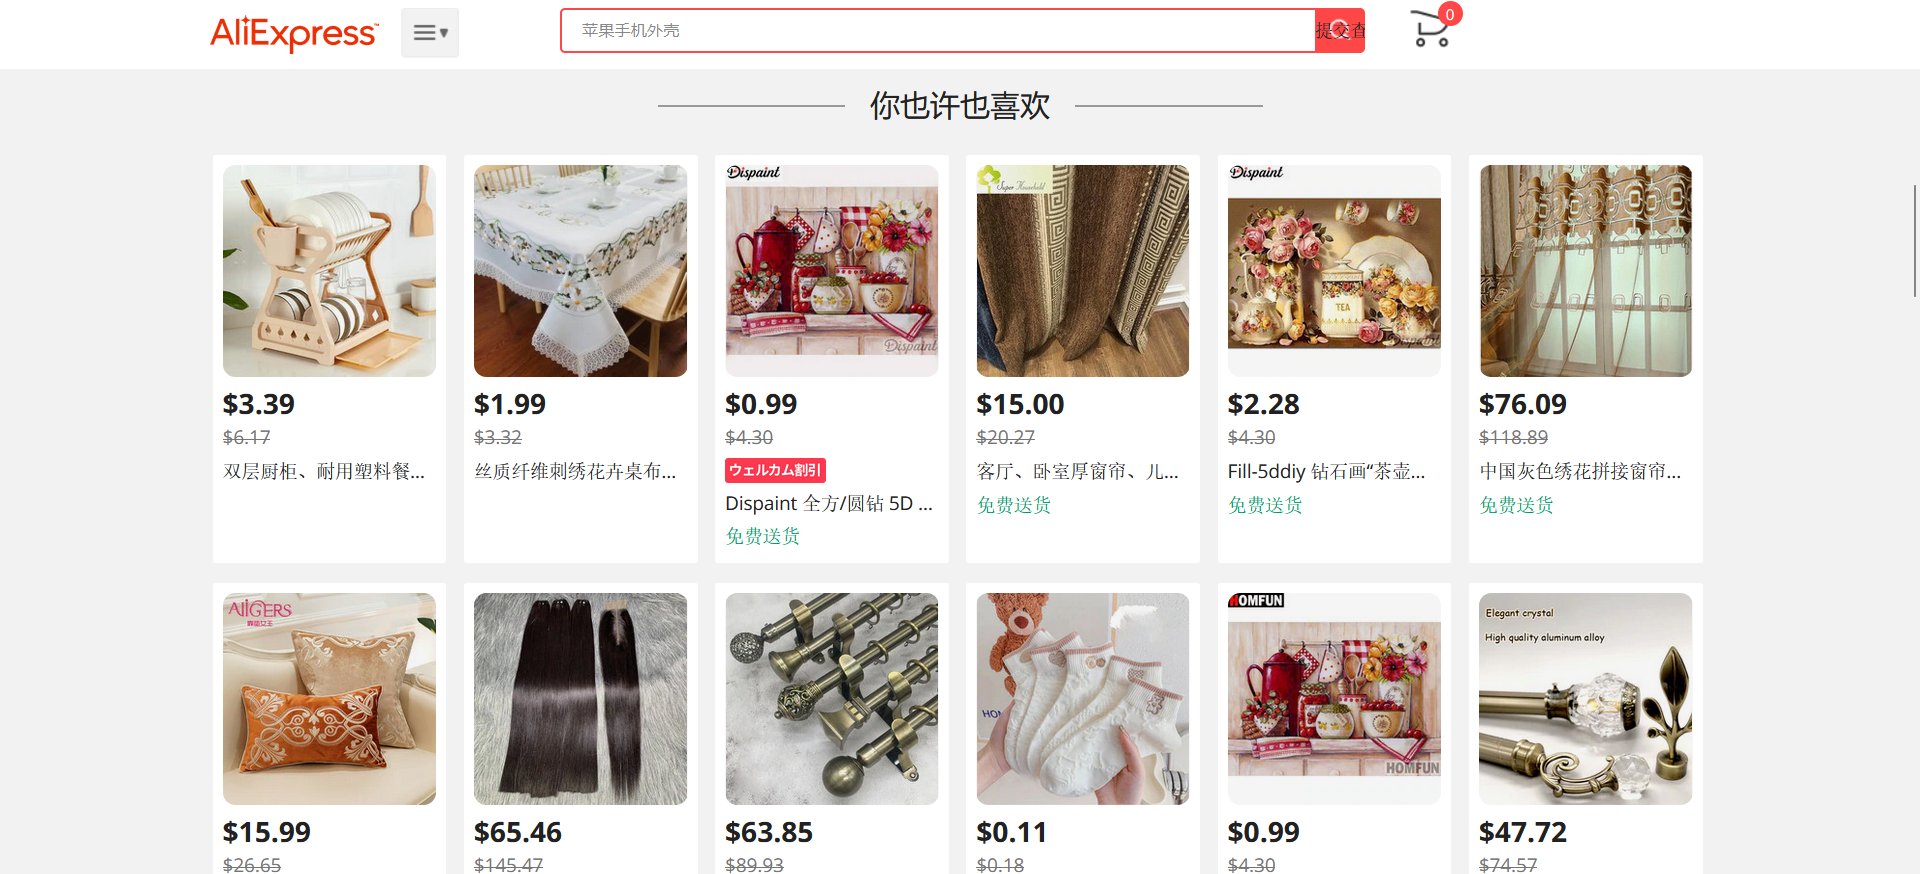 AliExpress™
苹果手机外壳
提交查
0
你也许也喜欢
Dispaint
Dispaint
$3.39
$6.17
双层厨柜、耐用塑料餐...
$1.99
$3.32
丝质纤维刺绣花卉桌布...
$0.99
$4.30
ウェルカム割引
Dispaint 全方/圆钻 5D ...
免费送货
Super Household
$15.00
$20.27
客厅、卧室厚窗帘、儿...
免费送货
Dispaint
TEA
Dispaint
$2.28
$4.30
Fill-5ddiy 钻石画“茶壶...
免费送货
$76.09
$118.89
中国灰色绣花拼接窗帘...
免费送货
$15.99
$26.65
$65.46
$145.47
$63.85
$89.93
$0.11
$0.18
HOMFUN
HOMFUN
$0.99
$4.30
Elegant crystal
High quality aluminum alloy
$47.72
$74.57